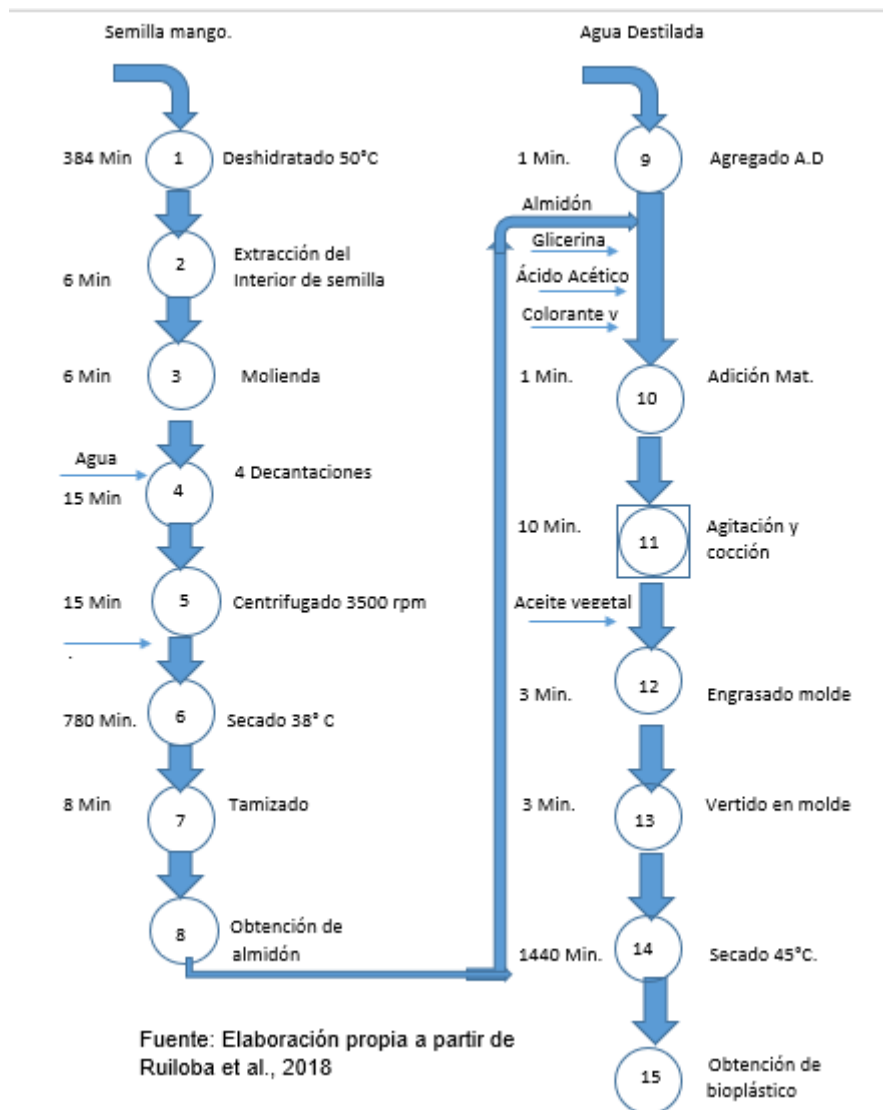 Semilla mango.
384 Min
1
Deshidratado 50°C
2
Extracción del
Interior de semilla
6 Min
6 Min
3
Molienda
Agua
15 Min
4
4 Decantaciones
15 Min
5
Centrifugado 3500 rpm
.
780 Min.
6
Secado 38° C
8 Min
7
Tamizado
8
Obtención de
almidón
Fuente: Elaboración propia a partir de
Ruiloba et al., 2018
Agua Destilada
1 Min.
9
Agregado A.D
Almidón
Glicerina
Ácido Acético
Colorante v
1 Min.
10
Adición Mat.
10 Min.
11
Agitación y
cocción
Aceite vegetal
3 Min.
12
Engrasado molde
3 Min.
13
Vertido en molde
1440 Min.
14
Secado 45°C.
15
Obtención de
bioplástico